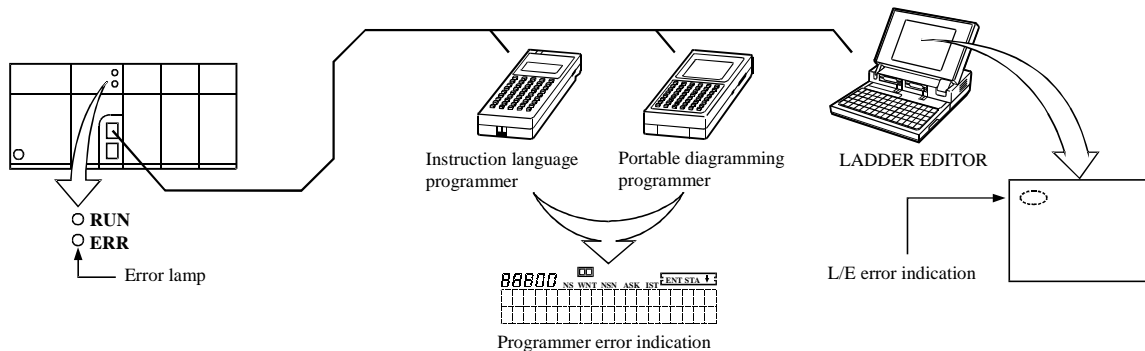 Instruction language
programmer
Portable diagramming
programmer
LADDER EDITOR
RUN
ERR
Error lamp
L/E error indication
88800 NS WNT NSN ASK IST ENT STA
Programmer error indication